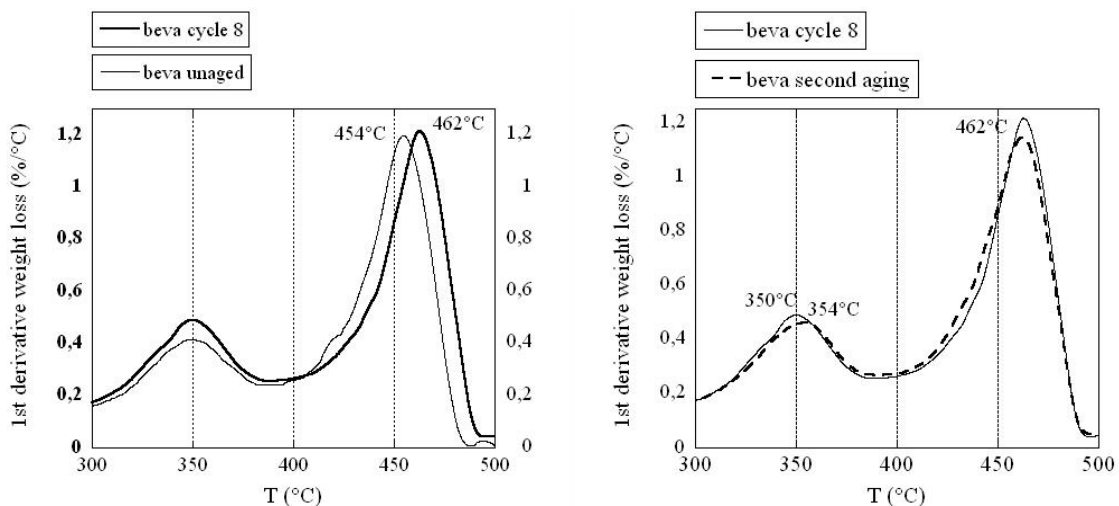 beva cycle 8
beva unaged
1st derivative weight loss (%/°C)
1,2
1
0,8
0,6
0,4
0,2
0
454°C
462°C
1,2
1
0,8
0,6
0,4
0,2
0
300
350
400
450
500
T (°C)
beva cycle 8
beva second aging
1st derivative weight loss (%/°C)
1,2
1
0,8
0,6
0,4
0,2
0
462°C
350°C
354°C
300
350
400
450
500
T (°C)